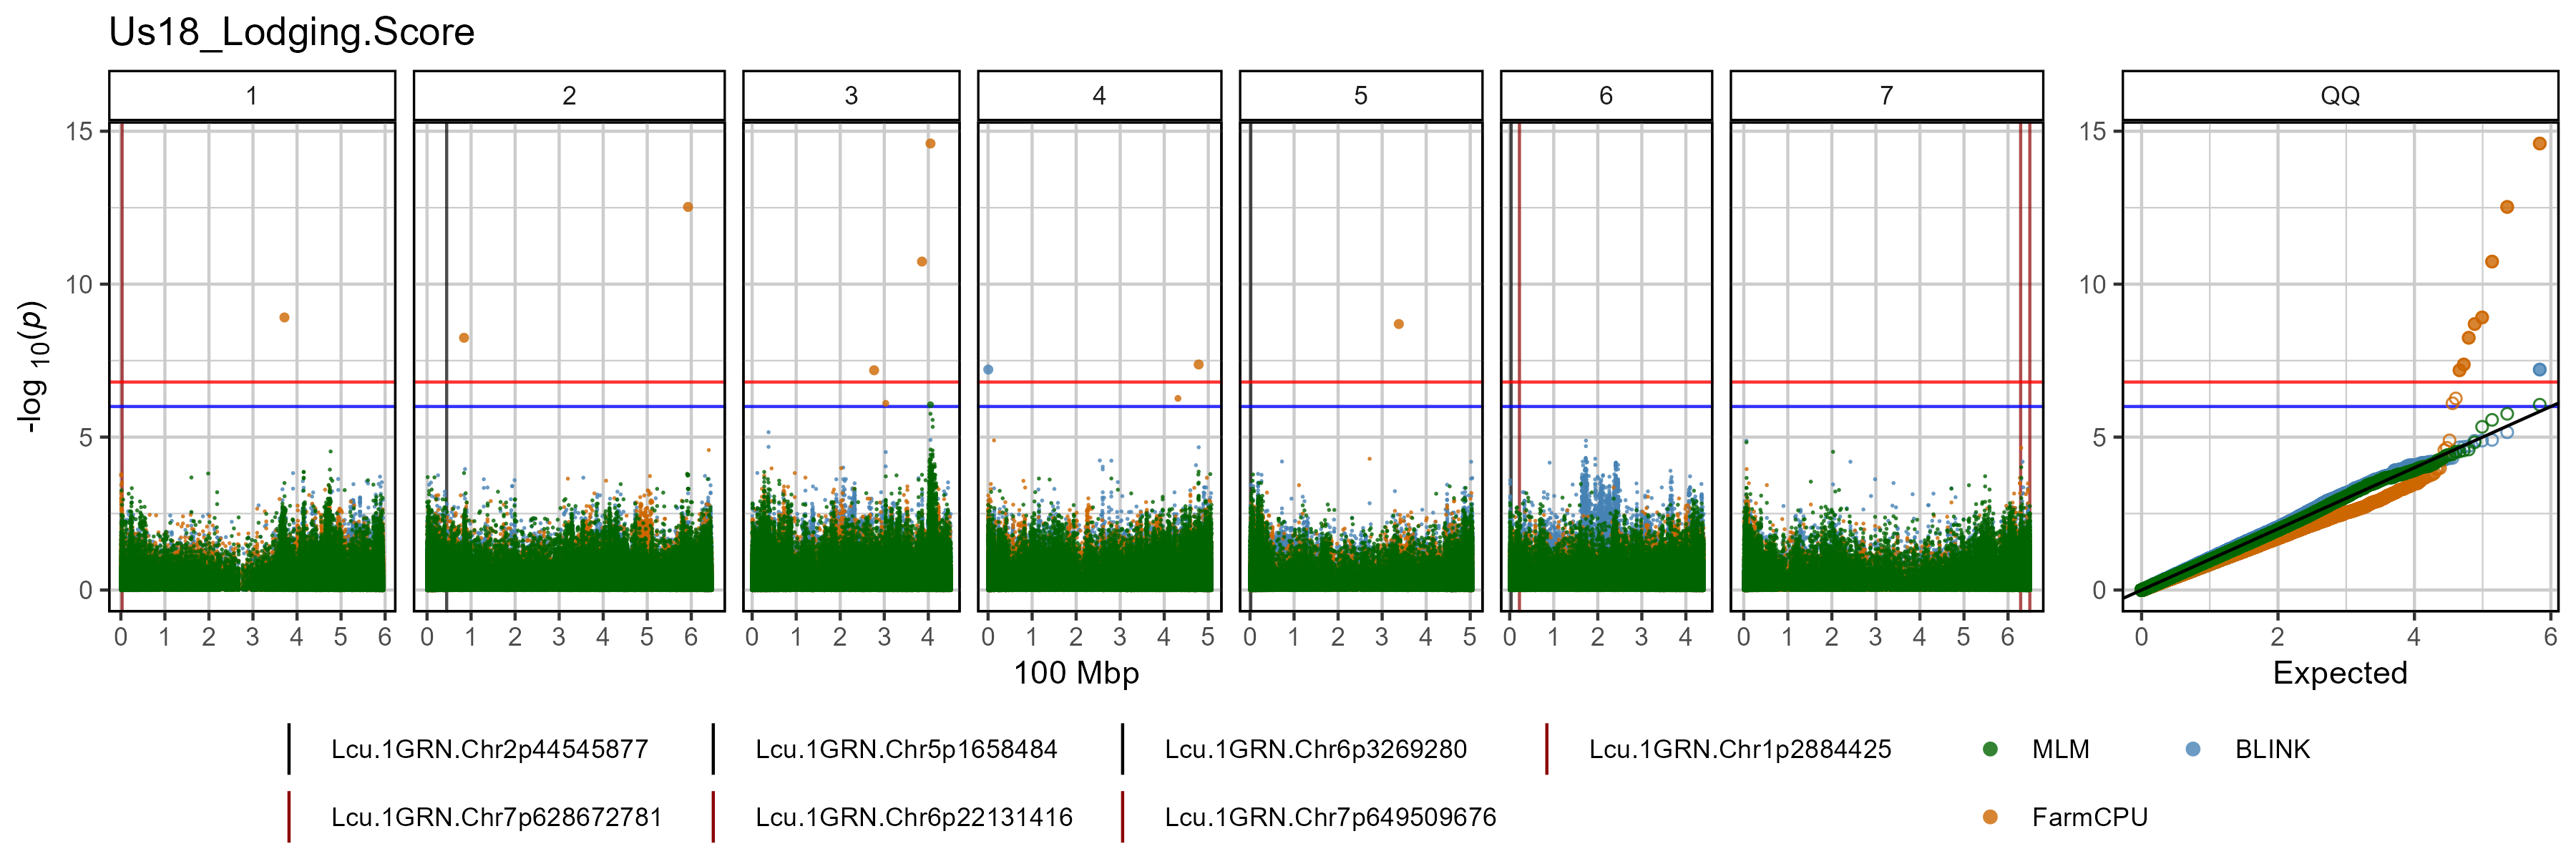 Us18_Lodging.Score
1 2 3 4 5 6 7 QQ
15 15
10 10
5 5
0 0
-log 10(p)
0 1 2 3 4 5 6 0 1 2 3 4 5 6 0 1 2 3 4 0 1 2 3 4 5 0 1 2 3 4 5 0 1 2 3 4 0 1 2 3 4 5 6 0 2 4 6
100 Mbp Expected
Lcu.1GRN.Chr2p44545877 Lcu.1GRN.Chr5p1658484 Lcu.1GRN.Chr6p3269280 Lcu.1GRN.Chr1p2884425 MLM BLINK
Lcu.1GRN.Chr7p628672781 Lcu.1GRN.Chr6p22131416 Lcu.1GRN.Chr7p649509676 FarmCPU